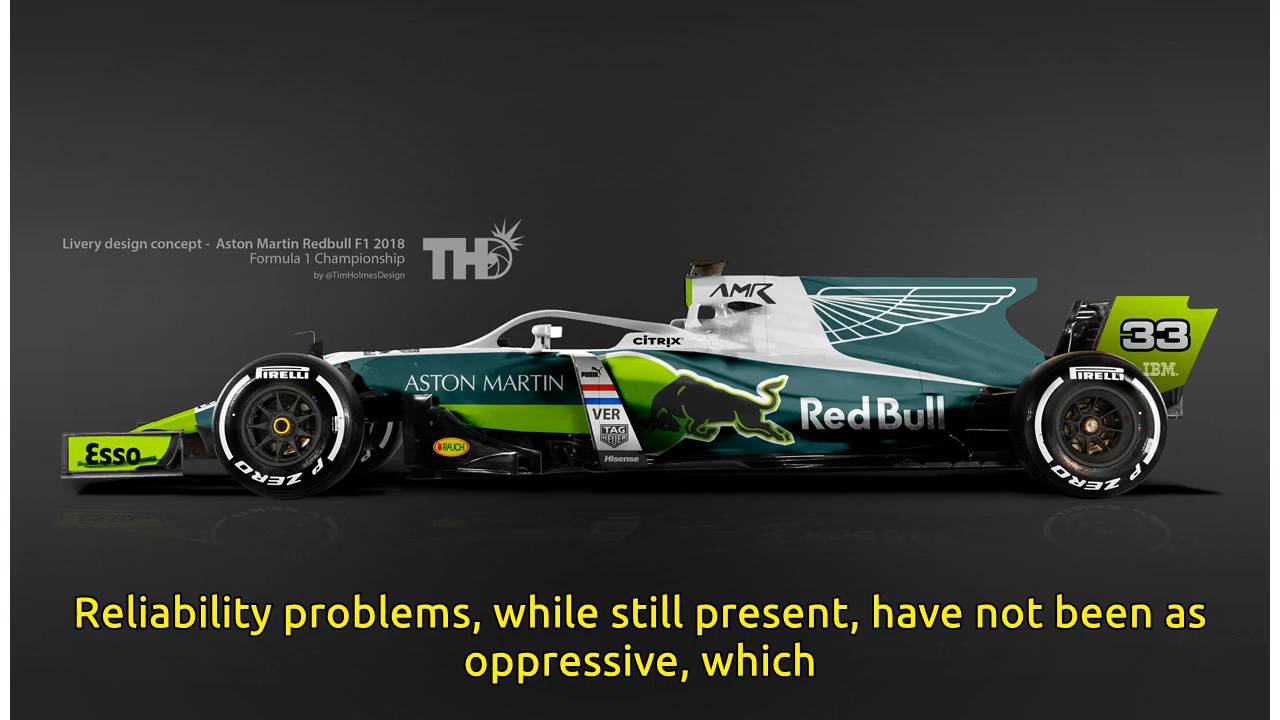 Livery design concept - Aston Martin Redbull F1 2018
Formula 1 Championship
by @TimHolmesDesign
THD
AMR
CITRIX
33
IBM.
PIRELLI
PIRELLI
ASTON MARTIN
PUMA
VER
TAG
HEUER
Hisense
Red Bull
RAUCH
Esso
P ZERO
P ZERO
Reliability problems, while still present, have not been as
oppressive, which